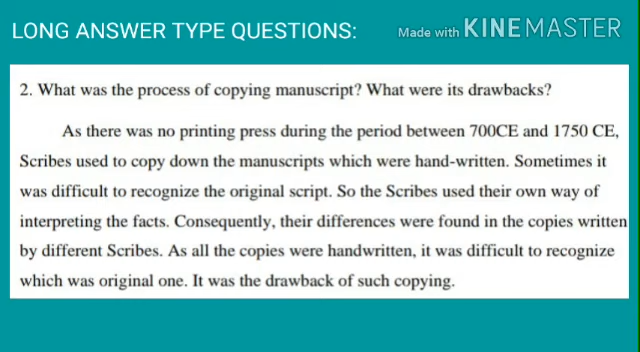 LONG ANSWER TYPE QUESTIONS:
Made with KINEMASTER
2. What was the process of copying manuscript? What were its drawbacks?
As there was no printing press during the period between 700CE and 1750 CE,
Scribes used to copy down the manuscripts which were hand-written. Sometimes it
was difficult to recognize the original script. So the Scribes used their own way of
interpreting the facts. Consequently, their differences were found in the copies written
by different Scribes. As all the copies were handwritten, it was difficult to recognize
which was original one. It was the drawback of such copying.